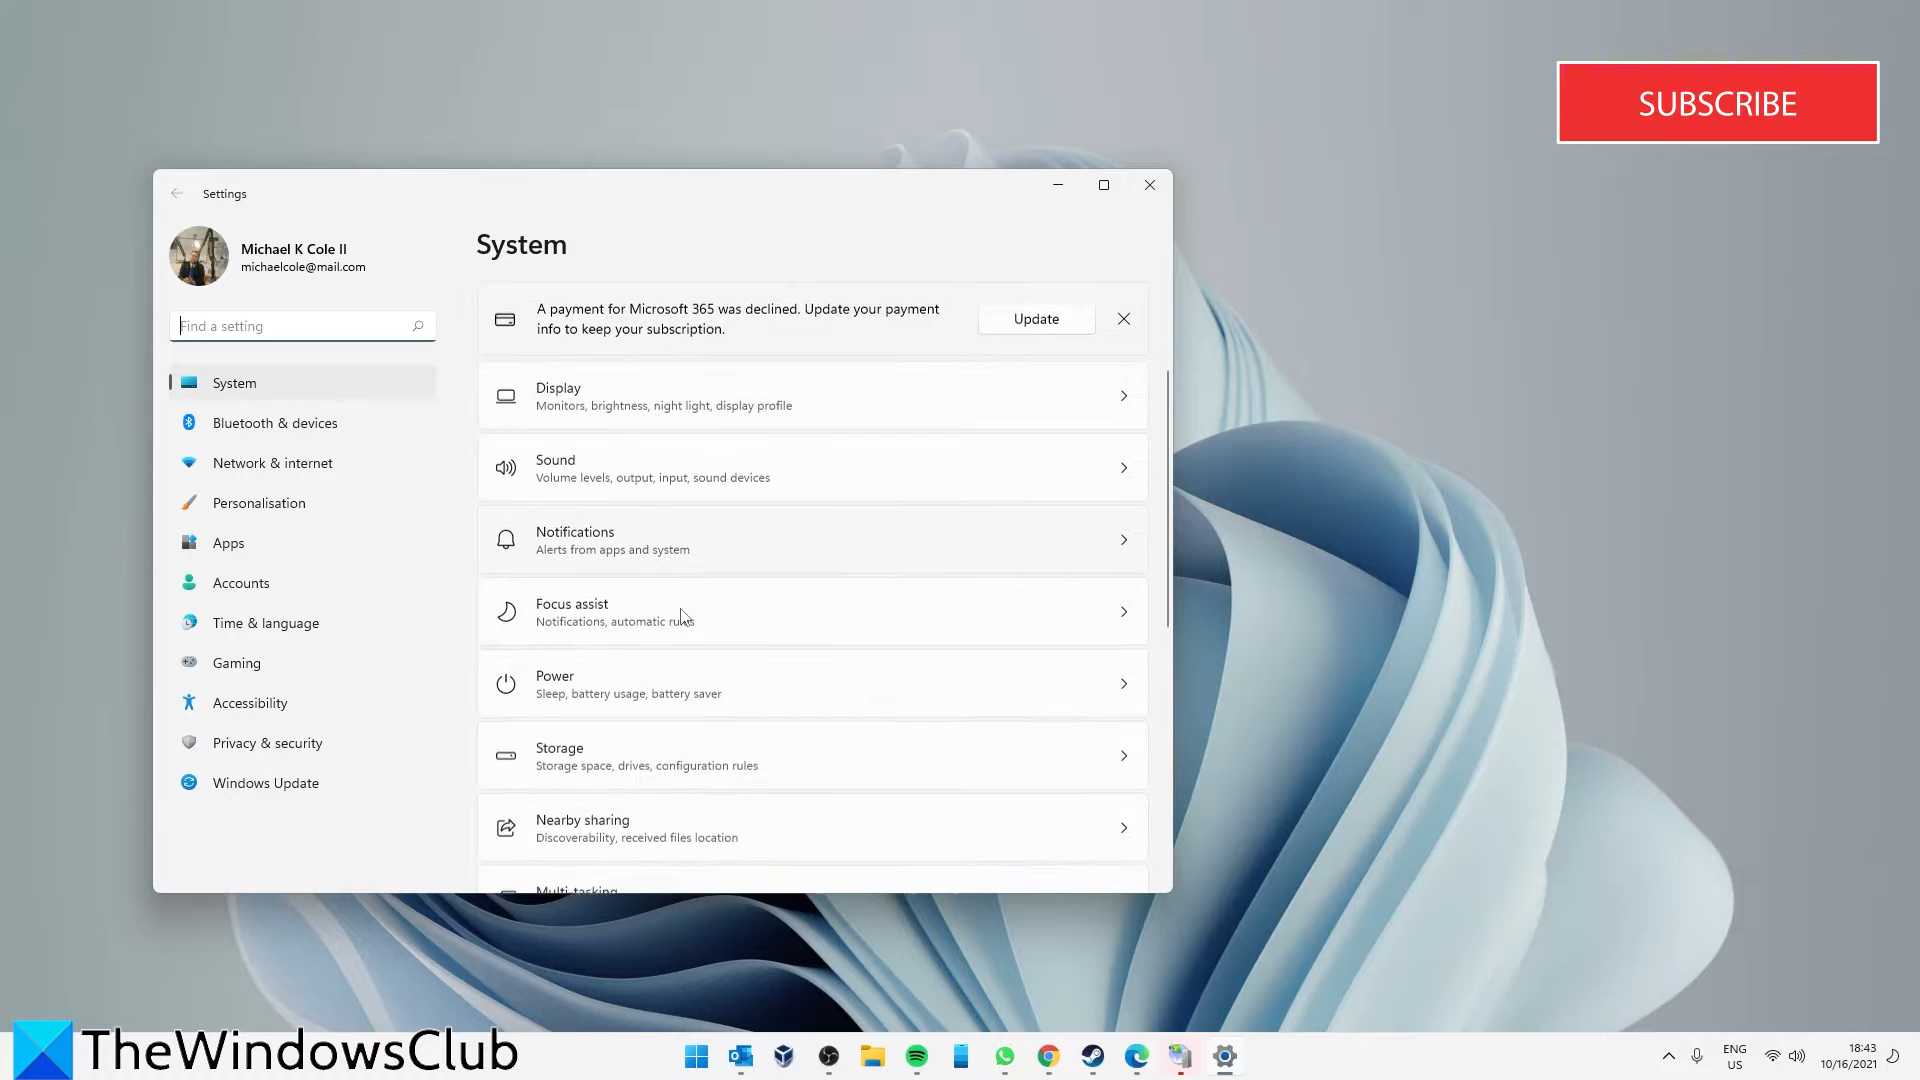 SUBSCRIBE
Settings
Michael K Cole II
michaelcole@mail.com
Find a setting
System
Bluetooth & devices
Network & internet
Personalisation
Apps
Accounts
Time & language
Gaming
Accessibility
Privacy & security
Windows Update
System
A payment for Microsoft 365 was declined. Update your payment
info to keep your subscription.
Update
Display
Monitors, brightness, night light, display profile
Sound
Volume levels, output, input, sound devices
Notifications
Alerts from apps and system
Focus assist
Notifications, automatic rules
Power
Sleep, battery usage, battery saver
Storage
Storage space, drives, configuration rules
Nearby sharing
Discoverability, received files location
Multi-tasking
TheWindowsClub
ENG
US
18:43
10/16/2021